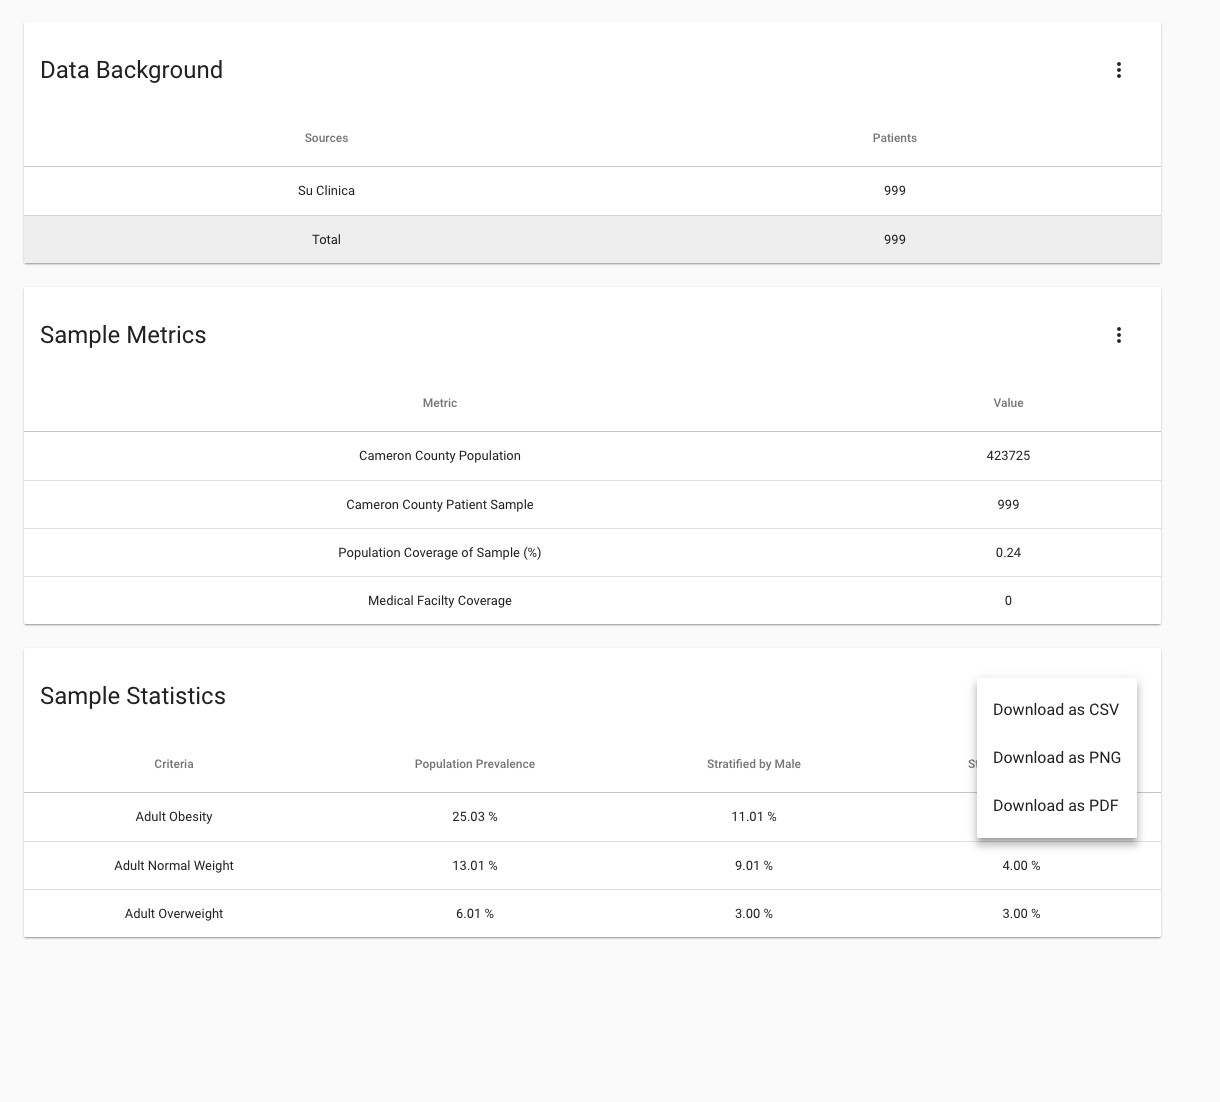 Data Background
Sources Patients
Su Clinica 999
Total 999
Sample Metrics
Metric Value
Cameron County Population 423725
Cameron County Patient Sample 999
Population Coverage of Sample (%) 0.24
Medical Facilty Coverage 0
Sample Statistics
Download as CSV
Download as PNG
Download as PDF
Criteria Population Prevalence Stratified by Male
Adult Obesity 25.03 % 11.01 %
Adult Normal Weight 13.01 % 9.01 % 4.00 %
Adult Overweight 6.01 % 3.00 % 3.00 %